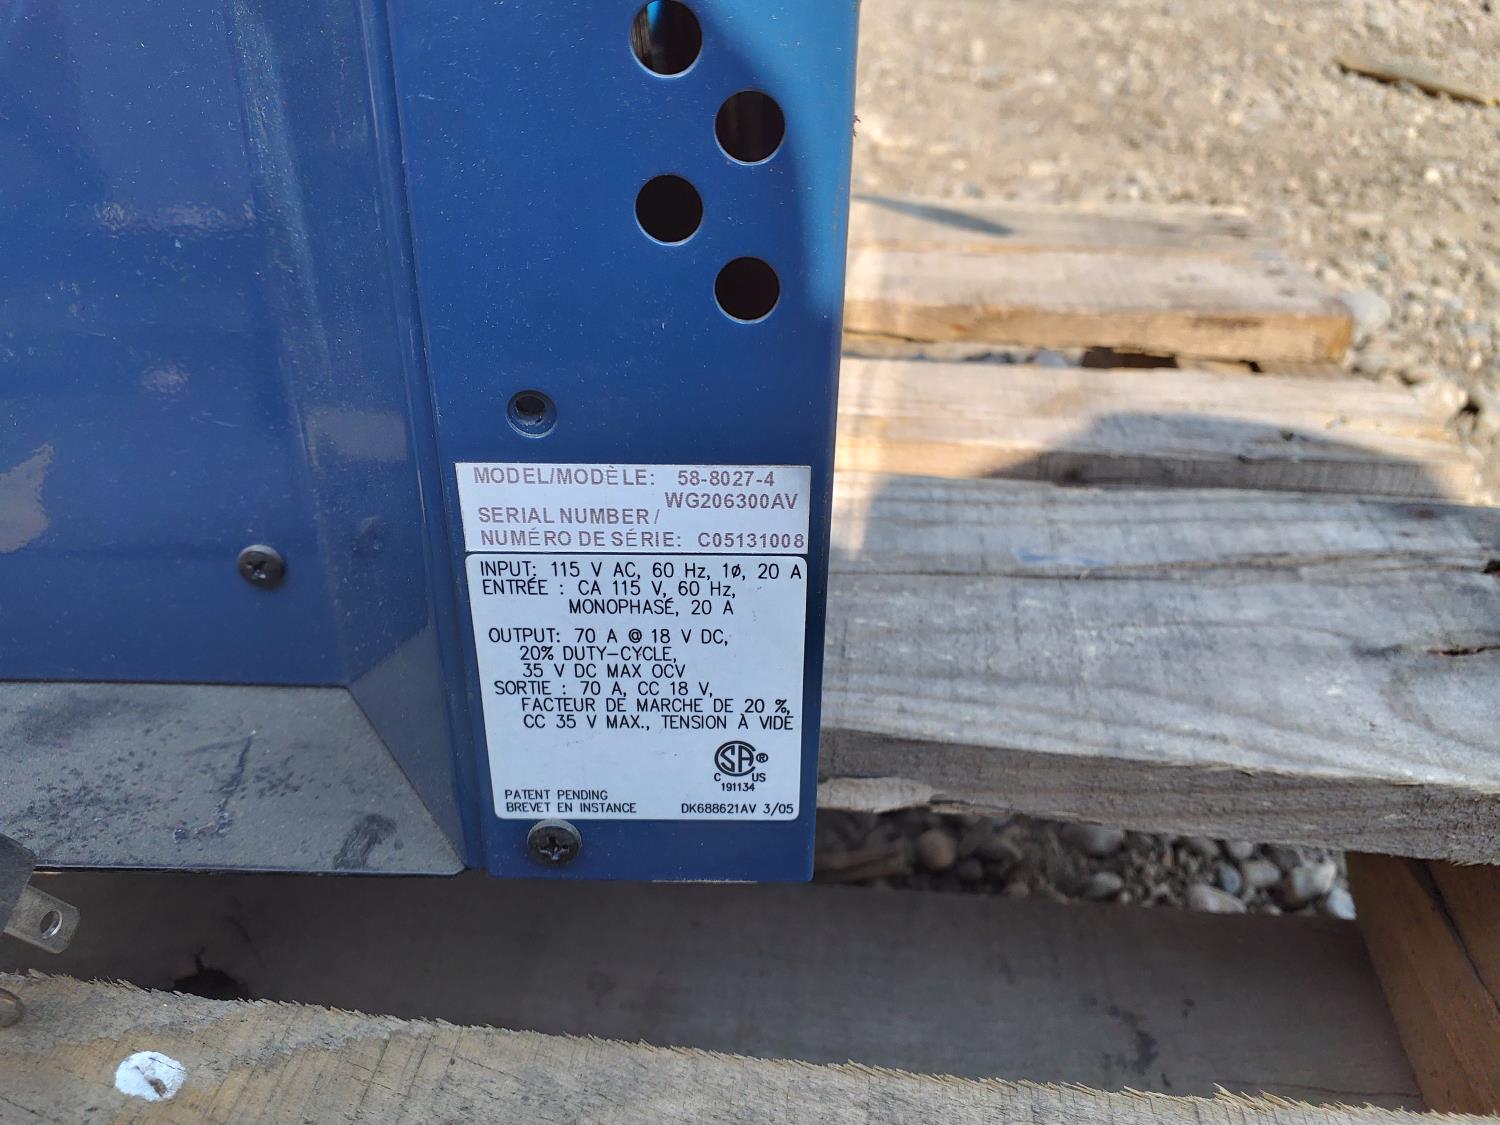 MODEL/MODÈLE: 58-8027-4
WG206300AV
SERIAL NUMBER/
NUMÉRO DE SÉRIE: C05131008
INPUT: 115 V AC, 60 Hz, 1ø, 20 A
ENTRÉE : CA 115 V, 60 Hz,
MONOPHASÉ, 20 A
OUTPUT: 70 A @ 18 V DC,
20% DUTY-CYCLE,
35 V DC MAX OCV
SORTIE : 70 A, CC 18 V,
FACTEUR DE MARCHE DE 20 %,
CC 35 V MAX., TENSION À VIDE
SA ®
C US
191134
PATENT PENDING
BREVET EN INSTANCE DK688621AV 3/05